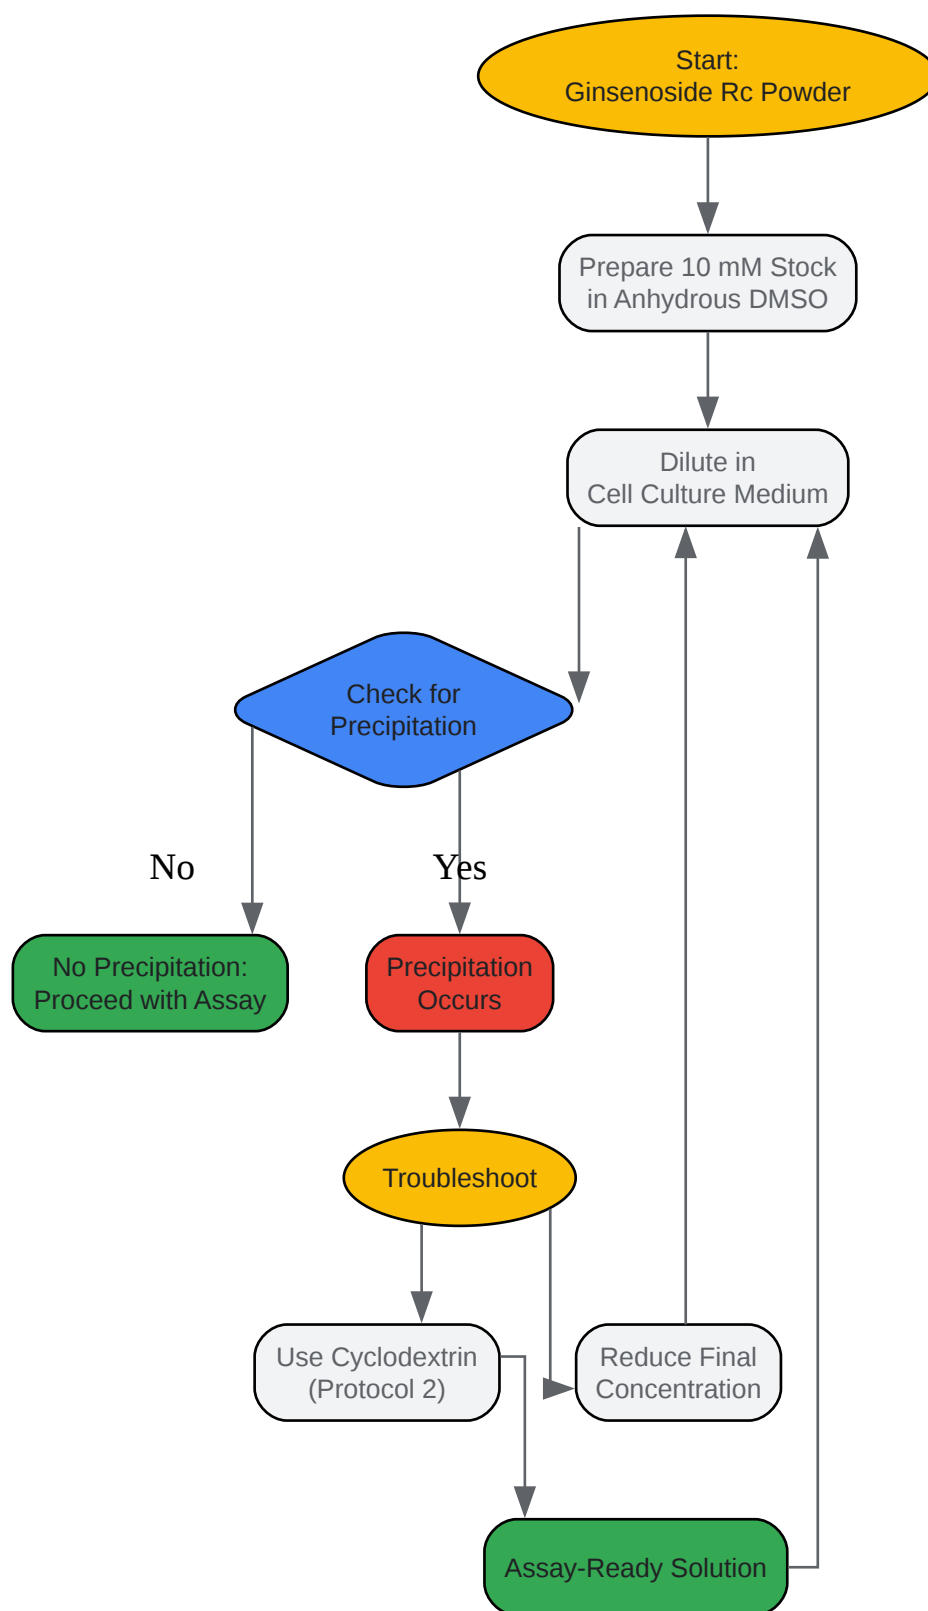 Start:
Ginsenoside Rc Powder
Prepare 10 mM Stock
in Anhydrous DMSO
Dilute in
Cell Culture Medium
Check for
Precipitation
No
Yes
No Precipitation:
Proceed with Assay
Precipitation
Occurs
Troubleshoot
Use Cyclodextrin
(Protocol 2)
Reduce Final
Concentration
Assay-Ready Solution